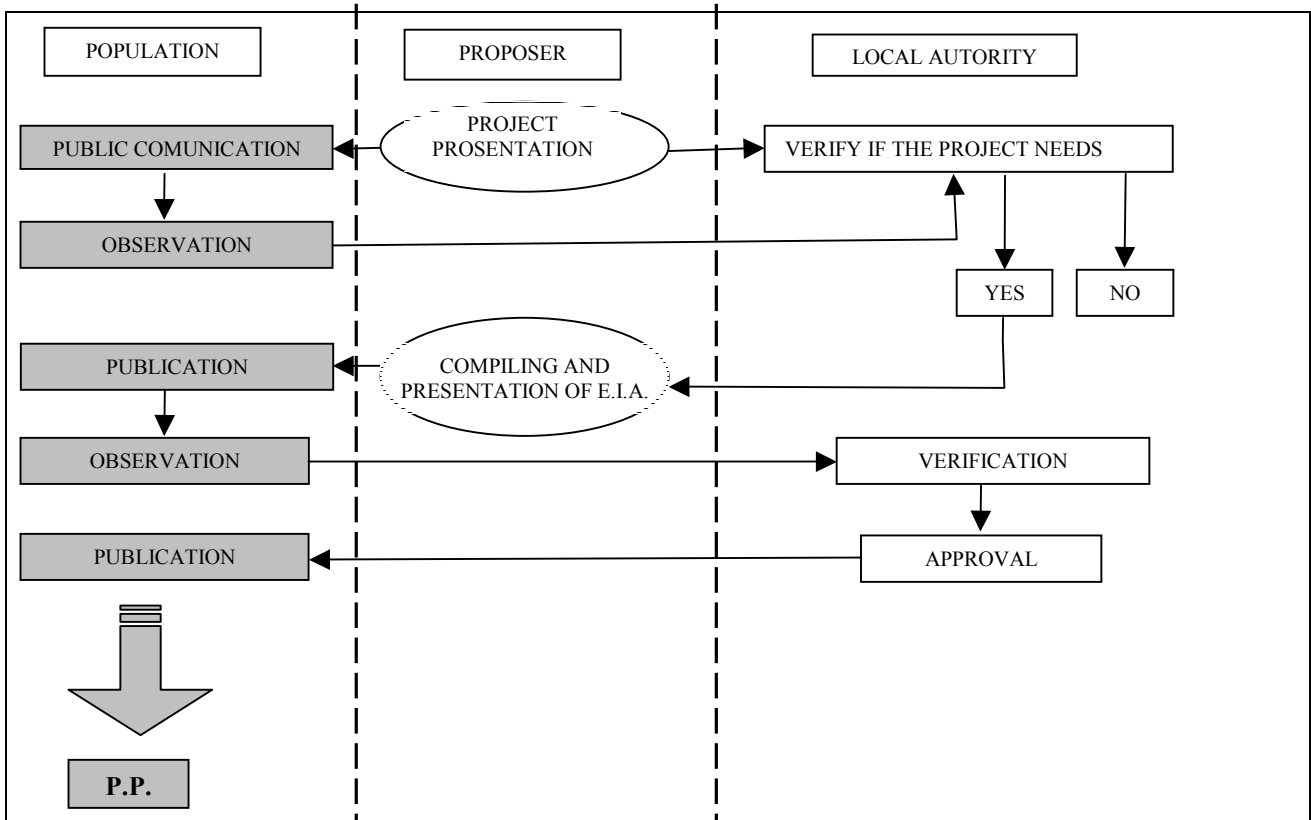 POPULATION
PROPOSER
LOCAL AUTORITY
PROJECT
PROSENTATION
PUBLIC COMUNICATION
VERIFY IF THE PROJECT NEEDS
OBSERVATION
YES
NO
PUBLICATION
COMPILING AND
PRESENTATION OF E.I.A.
OBSERVATION
VERIFICATION
PUBLICATION
APPROVAL
P.P.